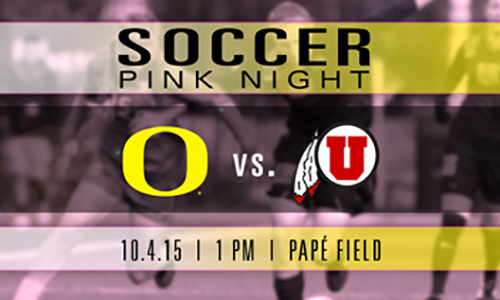 SOCCER
PINK NIGHT
O vs. U
10.4.15 | 1 PM | PAPÉ FIELD